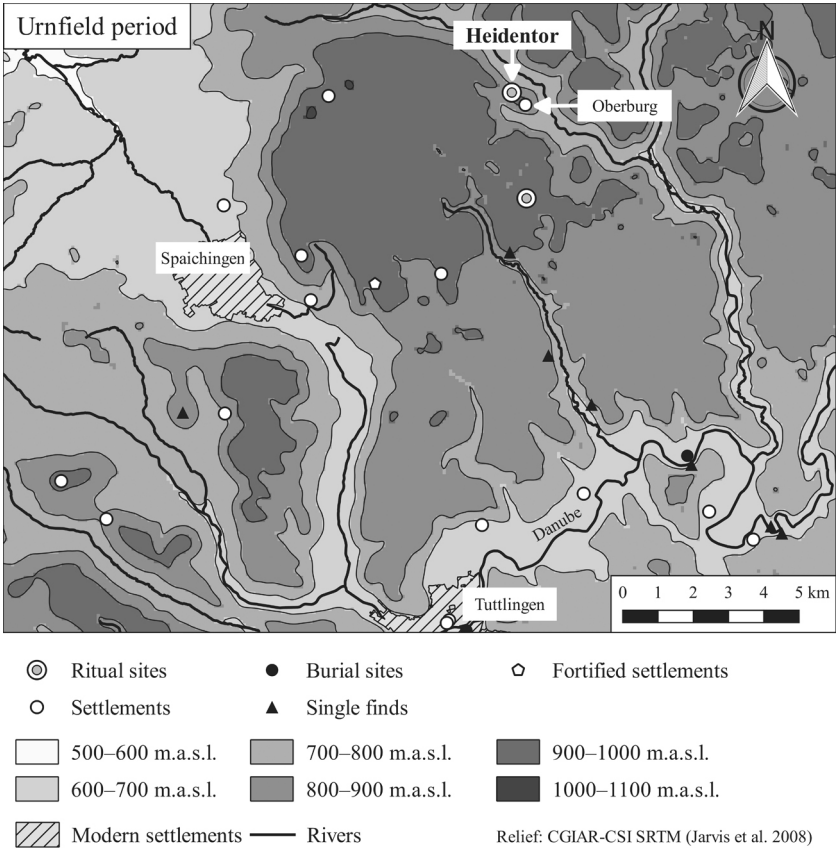 Urnfield period
Heidentor
N
Oberburg
Spaichingen
Danube
Tuttlingen
0 1 2 3 4 5 km
Ritual sites
Burial sites
Fortified settlements
Settlements
Single finds
500–600 m.a.s.l.
700–800 m.a.s.l.
900–1000 m.a.s.l.
600–700 m.a.s.l.
800–900 m.a.s.l.
1000–1100 m.a.s.l.
Modern settlements
Rivers
Relief: CGIAR-CSI SRTM (Jarvis et al. 2008)